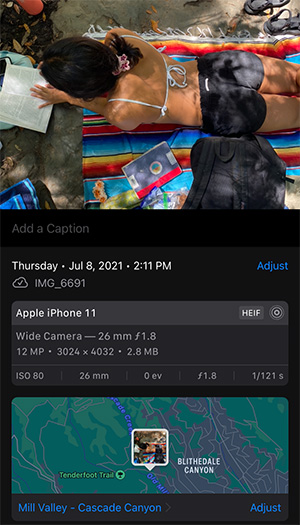 Add a Caption
Thursday • Jul 8, 2021 • 2:11 PM
Adjust
IMG_6691
Apple iPhone 11
HEIF
Wide Camera — 26 mm ƒ1.8
12 MP • 3024 × 4032 • 2.8 MB
ISO 80
26 mm
0 ev
ƒ1.8
1/121 s
Tenderfoot Trail
BLITHEDALE
CANYON
Mill Valley - Cascade Canyon
Adjust